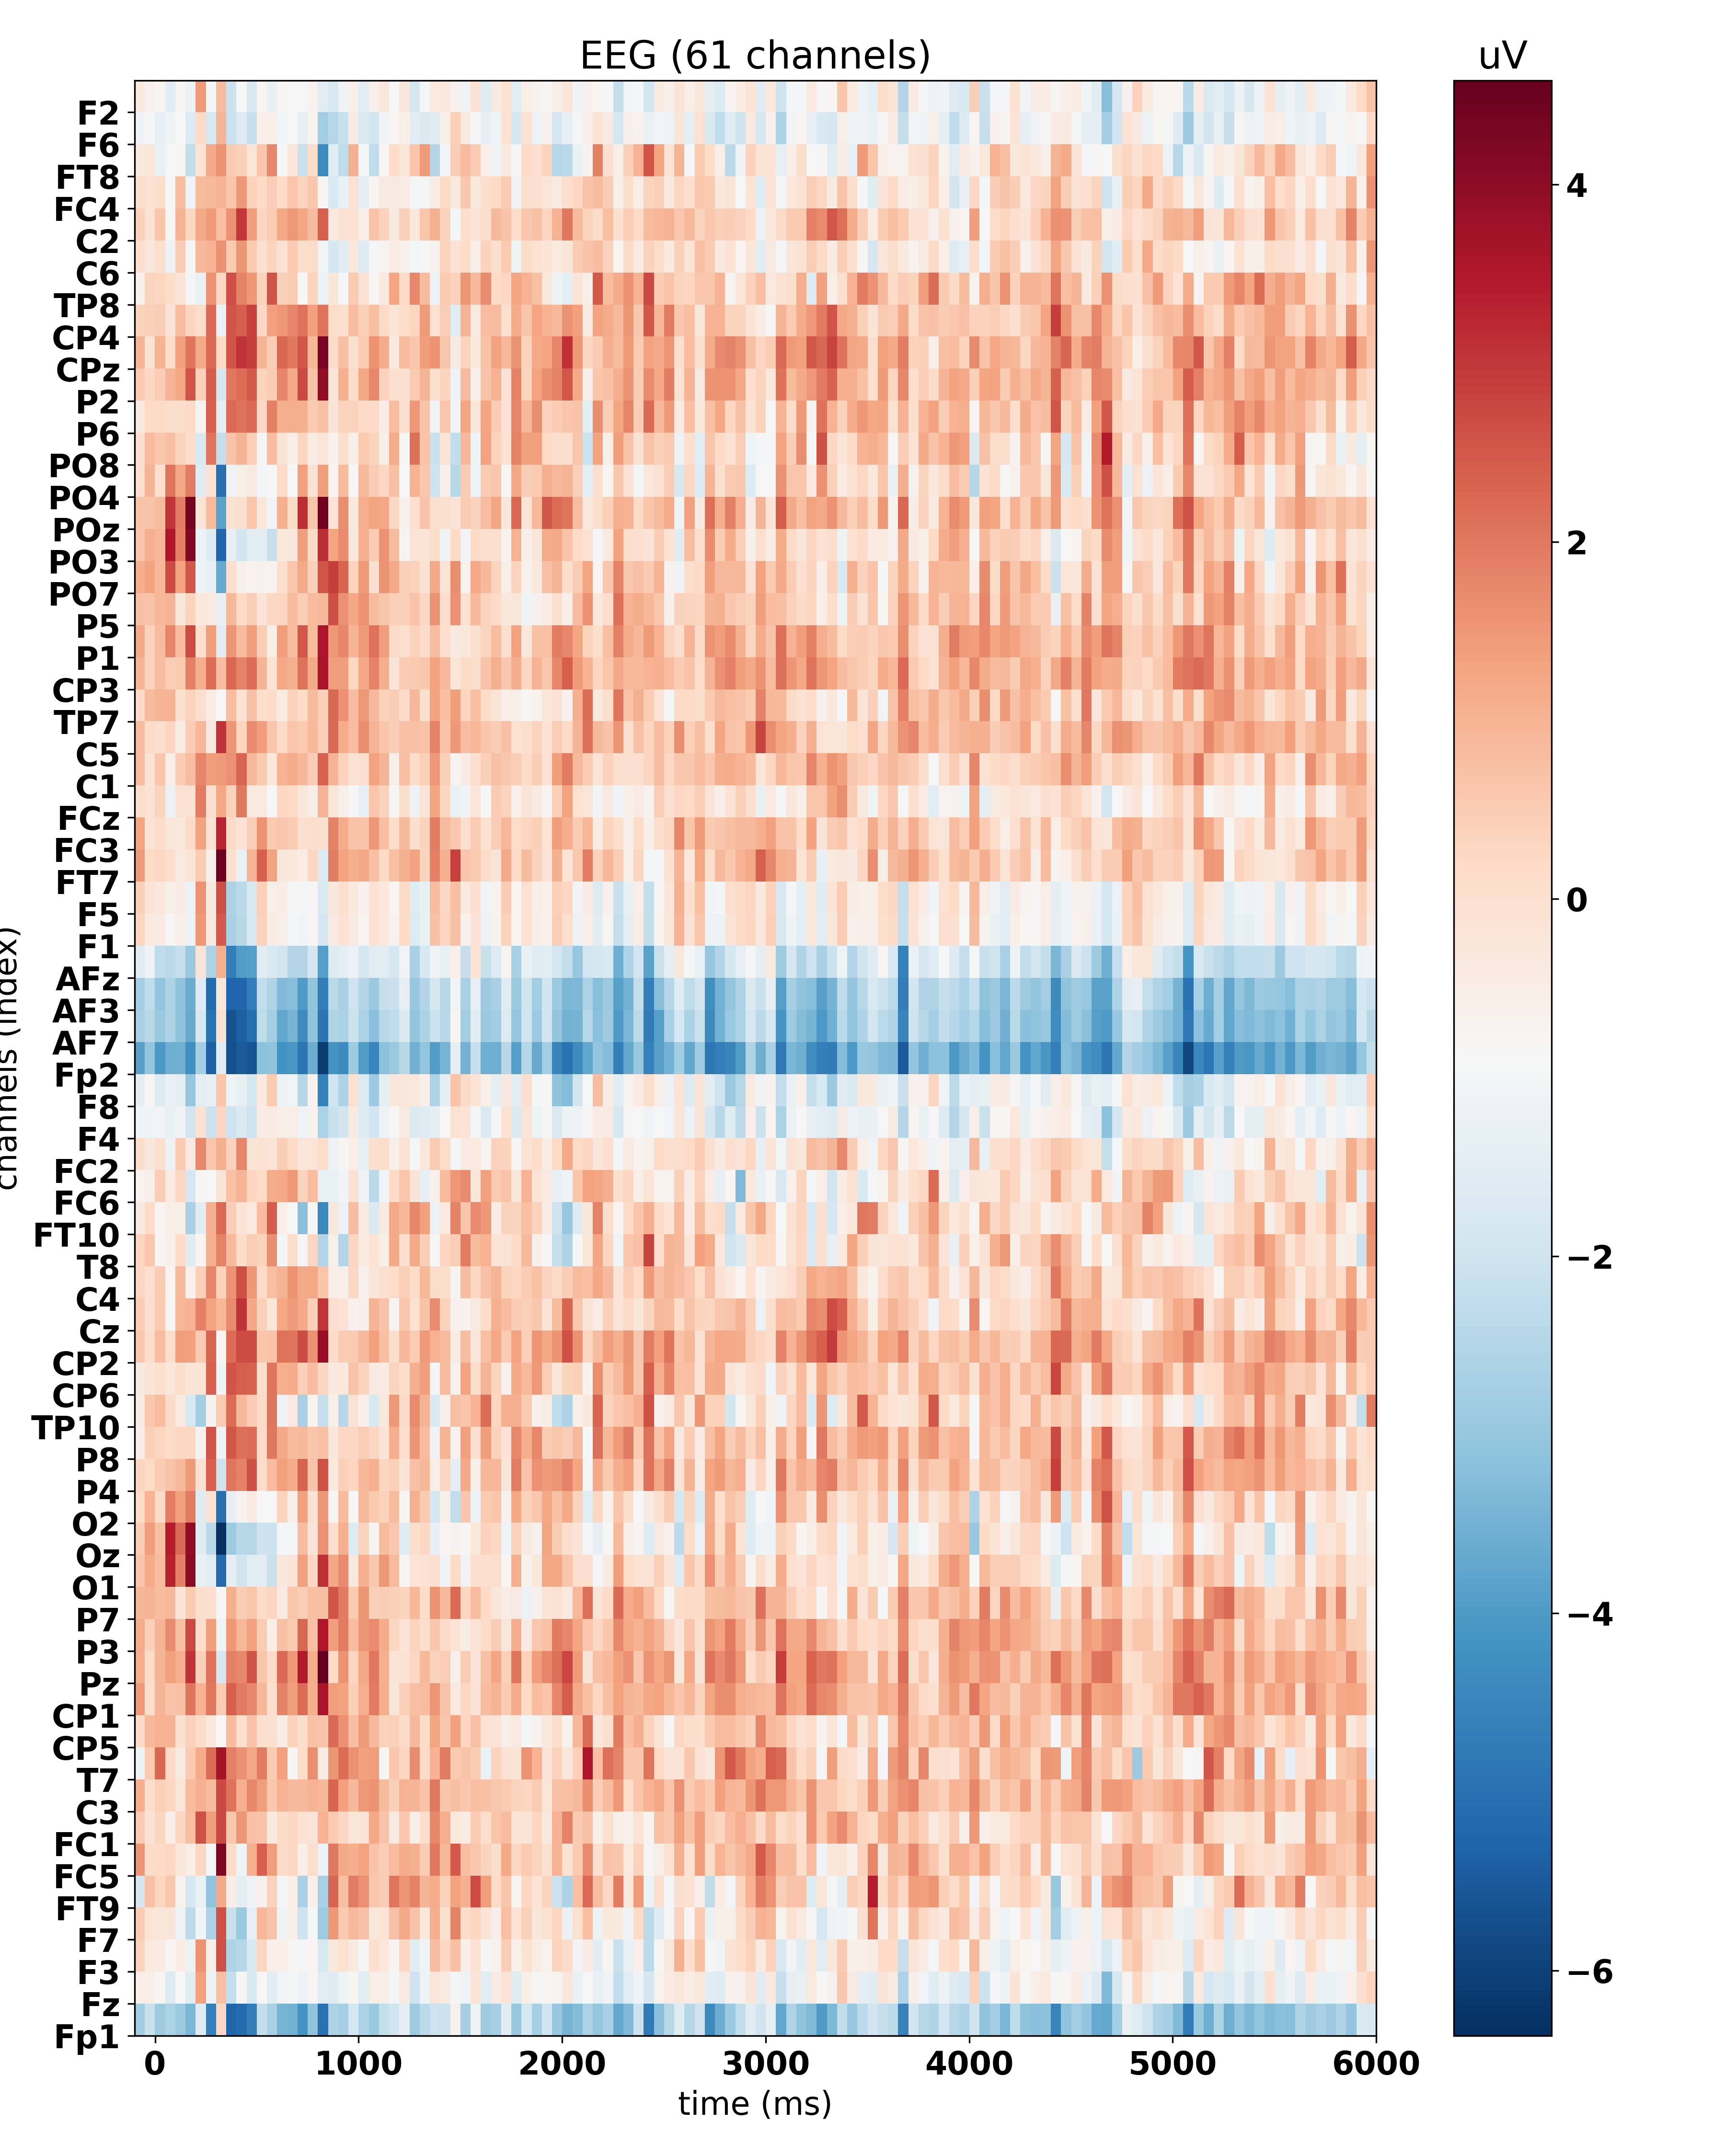 EEG (61 channels)
uV
F2
F6
FT8
FC4
C2
C6
TP8
CP4
CPz
P2
P6
PO8
PO4
POz
PO3
PO7
P5
P1
CP3
TP7
C5
C1
FCz
FC3
FT7
F5
F1
AFz
AF3
AF7
Fp2
F8
F4
FC2
FC6
FT10
T8
C4
Cz
CP2
CP6
TP10
P8
P4
O2
Oz
O1
P7
P3
Pz
CP1
CP5
T7
C3
FC1
FC5
FT9
F7
F3
Fz
Fp1
channels (index)
0 1000 2000 3000 4000 5000 6000
time (ms)
4
2
0
−2
−4
−6